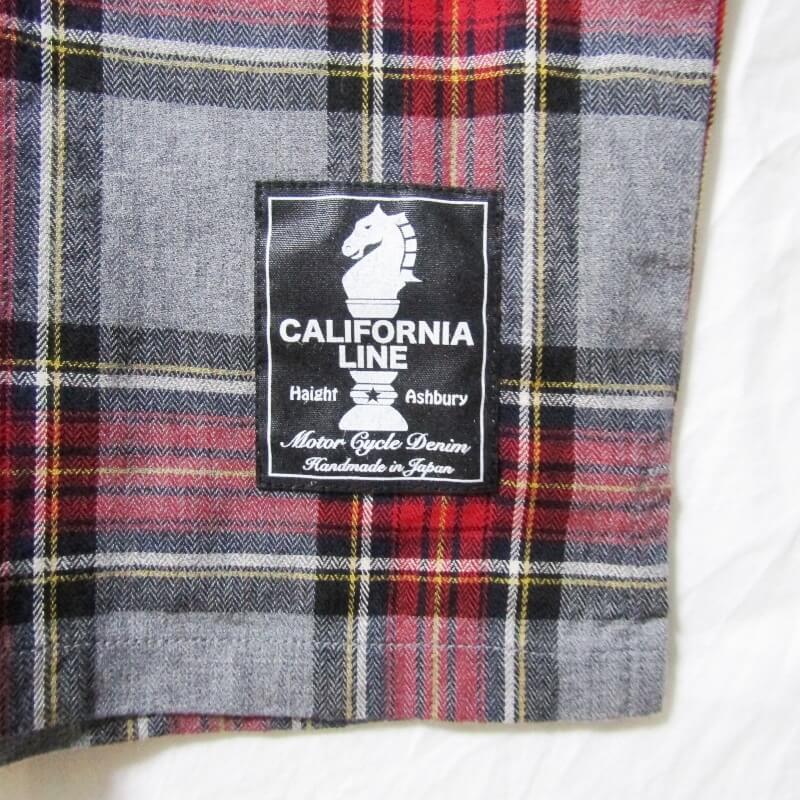 CALIFORNIA
LINE
Haight ★ Ashbury
Motor Cycle Denim
Handmade in Japan